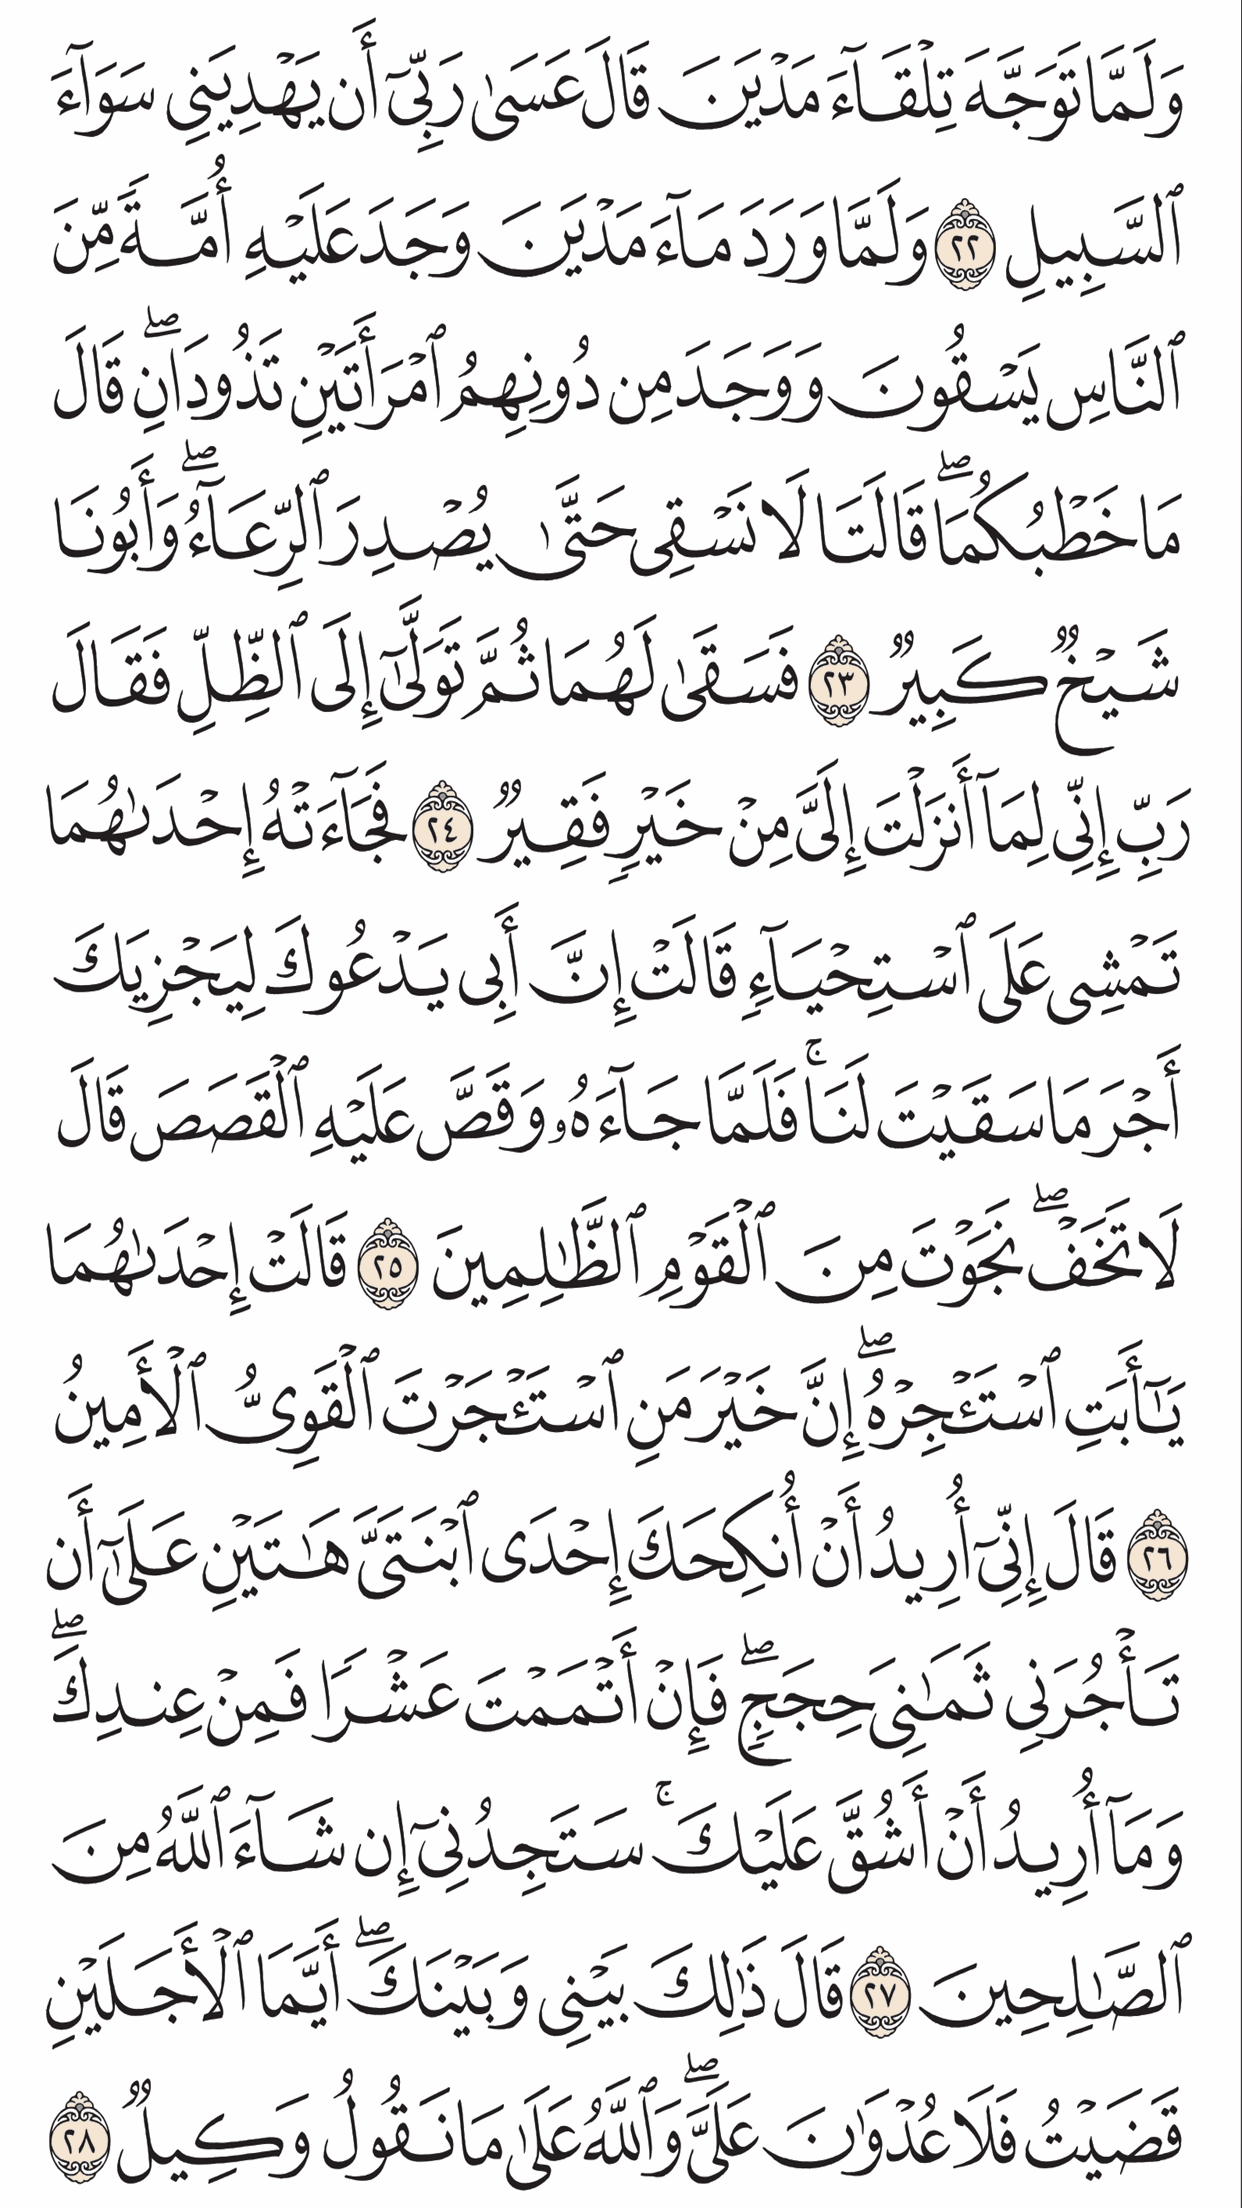 وَلَمَّا تَوَجَّهَ تِلْقَآءَ مَدْيَنَ قَالَ عَسَىٰ رَبِّىٓ أَن يَهْدِيَنِى سَوَآءَ
ٱلسَّبِيلِ ٢٢ وَلَمَّا وَرَدَ مَآءَ مَدْيَنَ وَجَدَ عَلَيْهِ أُمَّةً مِّنَ
ٱلنَّاسِ يَسْقُونَ وَوَجَدَ مِن دُونِهِمُ ٱمْرَأَتَيْنِ تَذُودَانِۖ قَالَ
مَا خَطْبُكُمَاۖ قَالَتَا لَا نَسْقِى حَتَّىٰ يُصْدِرَ ٱلرِّعَآءُۖ وَأَبُونَا
شَيْخٌ كَبِيرٌ ٢٣ فَسَقَىٰ لَهُمَا ثُمَّ تَوَلَّىٰٓ إِلَى ٱلظِّلِّ فَقَالَ
رَبِّ إِنِّى لِمَآ أَنزَلْتَ إِلَىَّ مِنْ خَيْرٍ فَقِيرٌ ٢٤ فَجَآءَتْهُ إِحْدَىٰهُمَا
تَمْشِى عَلَى ٱسْتِحْيَآءٍ قَالَتْ إِنَّ أَبِى يَدْعُوكَ لِيَجْزِيَكَ
أَجْرَ مَا سَقَيْتَ لَنَاۚ فَلَمَّا جَآءَهُۥ وَقَصَّ عَلَيْهِ ٱلْقَصَصَ قَالَ
لَا تَخَفْۖ نَجَوْتَ مِنَ ٱلْقَوْمِ ٱلظَّـٰلِمِينَ ٢٥ قَالَتْ إِحْدَىٰهُمَا
يَـٰٓأَبَتِ ٱسْتَـْٔجِرْهُۖ إِنَّ خَيْرَ مَنِ ٱسْتَـْٔجَرْتَ ٱلْقَوِىُّ ٱلْأَمِينُ
٢٦ قَالَ إِنِّىٓ أُرِيدُ أَنْ أُنكِحَكَ إِحْدَى ٱبْنَتَىَّ هَـٰتَيْنِ عَلَىٰٓ أَن
تَأْجُرَنِى ثَمَـٰنِىَ حِجَجٍۖ فَإِنْ أَتْمَمْتَ عَشْرًا فَمِنْ عِندِكَۖ
وَمَآ أُرِيدُ أَنْ أَشُقَّ عَلَيْكَۚ سَتَجِدُنِىٓ إِن شَآءَ ٱللَّهُ مِنَ
ٱلصَّـٰلِحِينَ ٢٧ قَالَ ذَٰلِكَ بَيْنِى وَبَيْنَكَۖ أَيَّمَا ٱلْأَجَلَيْنِ
قَضَيْتُ فَلَا عُدْوَٰنَ عَلَىَّۖ وَٱللَّهُ عَلَىٰ مَا نَقُولُ وَكِيلٌ ٢٨